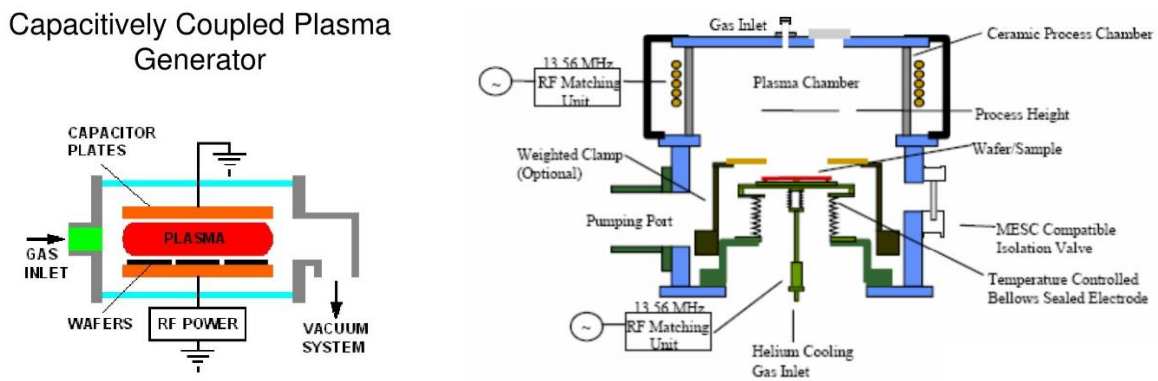 Capacitively Coupled Plasma
Generator
CAPACITOR
PLATES
PLASMA
GAS
INLET
WAFERS
RF POWER
VACUUM
SYSTEM
Gas Inlet
Ceramic Process Chamber
13.56 MHz
RF Matching
Unit
~
Plasma Chamber
Process Height
Weighted Clamp
(Optional)
Wafer/Sample
Pumping Port
MESC Compatible
Isolation Valve
Temperature Controlled
Bellows Sealed Electrode
13.56 MHz
RF Matching
Unit
~
Helium Cooling
Gas Inlet